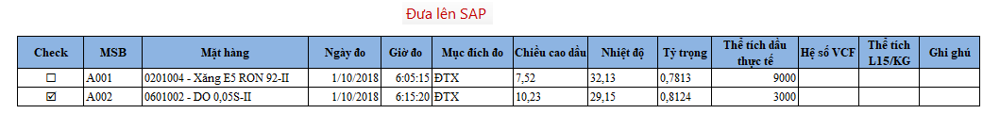 Đưa lên SAP
Check MSB Mặt hàng Ngày đo Giờ đo Mục đích đo Chiều cao dầu Nhiệt độ Tỷ trọng Thể tích dầu thực tế Hệ số VCF Thể tích L15/KG Ghi ghú
A001 0201004 - Xăng E5 RON 92-II 1/10/2018 6:05:15 ĐTX 7,52 32,13 0,7813 9000
A002 0601002 - DO 0,05S-II 1/10/2018 6:15:20 ĐTX 10,23 29,15 0,8124 3000